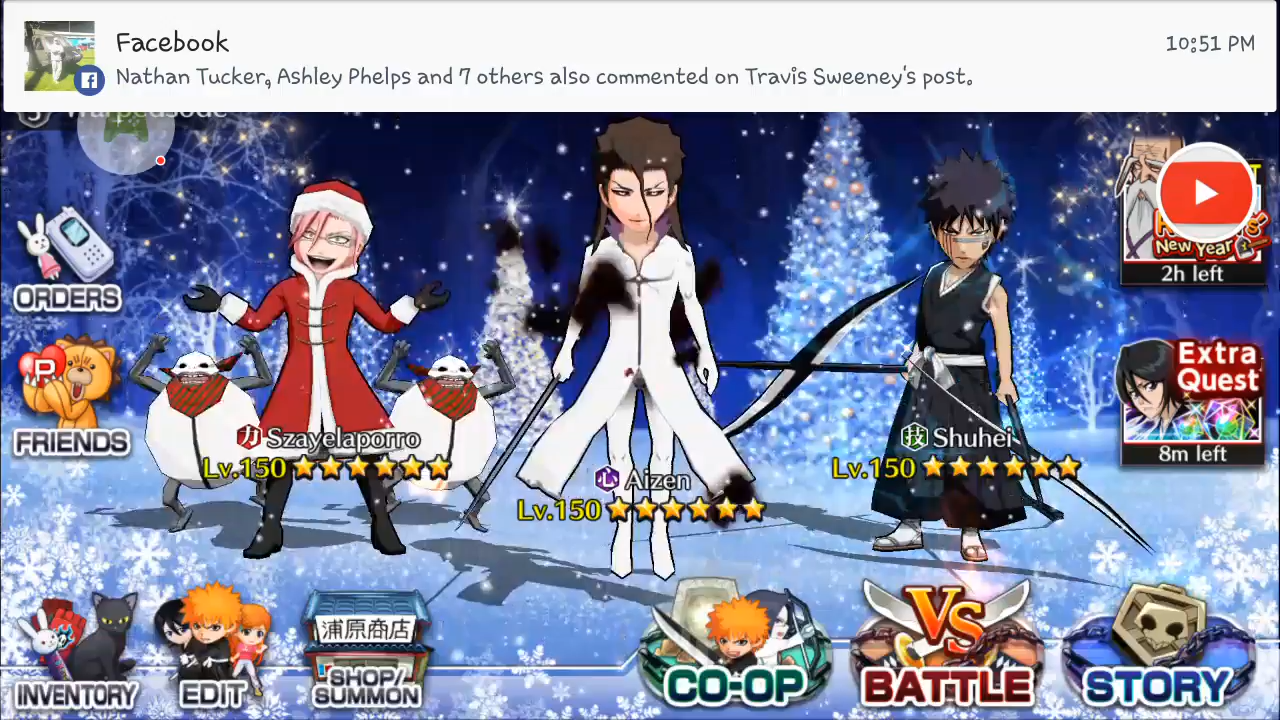 Facebook
10:51 PM
Nathan Tucker, Ashley Phelps and 7 others also commented on Travis Sweeney's post.
New Year
2h left
ORDERS
Extra
Quest
P
FRIENDS
8m left
力 Szayelaporro
Lv.150
技 Shuhei
Lv.150
Aizen
Lv.150
浦原商店
VS
INVENTORY
EDIT
SHOP/
SUMMON
CO-OP
BATTLE
STORY